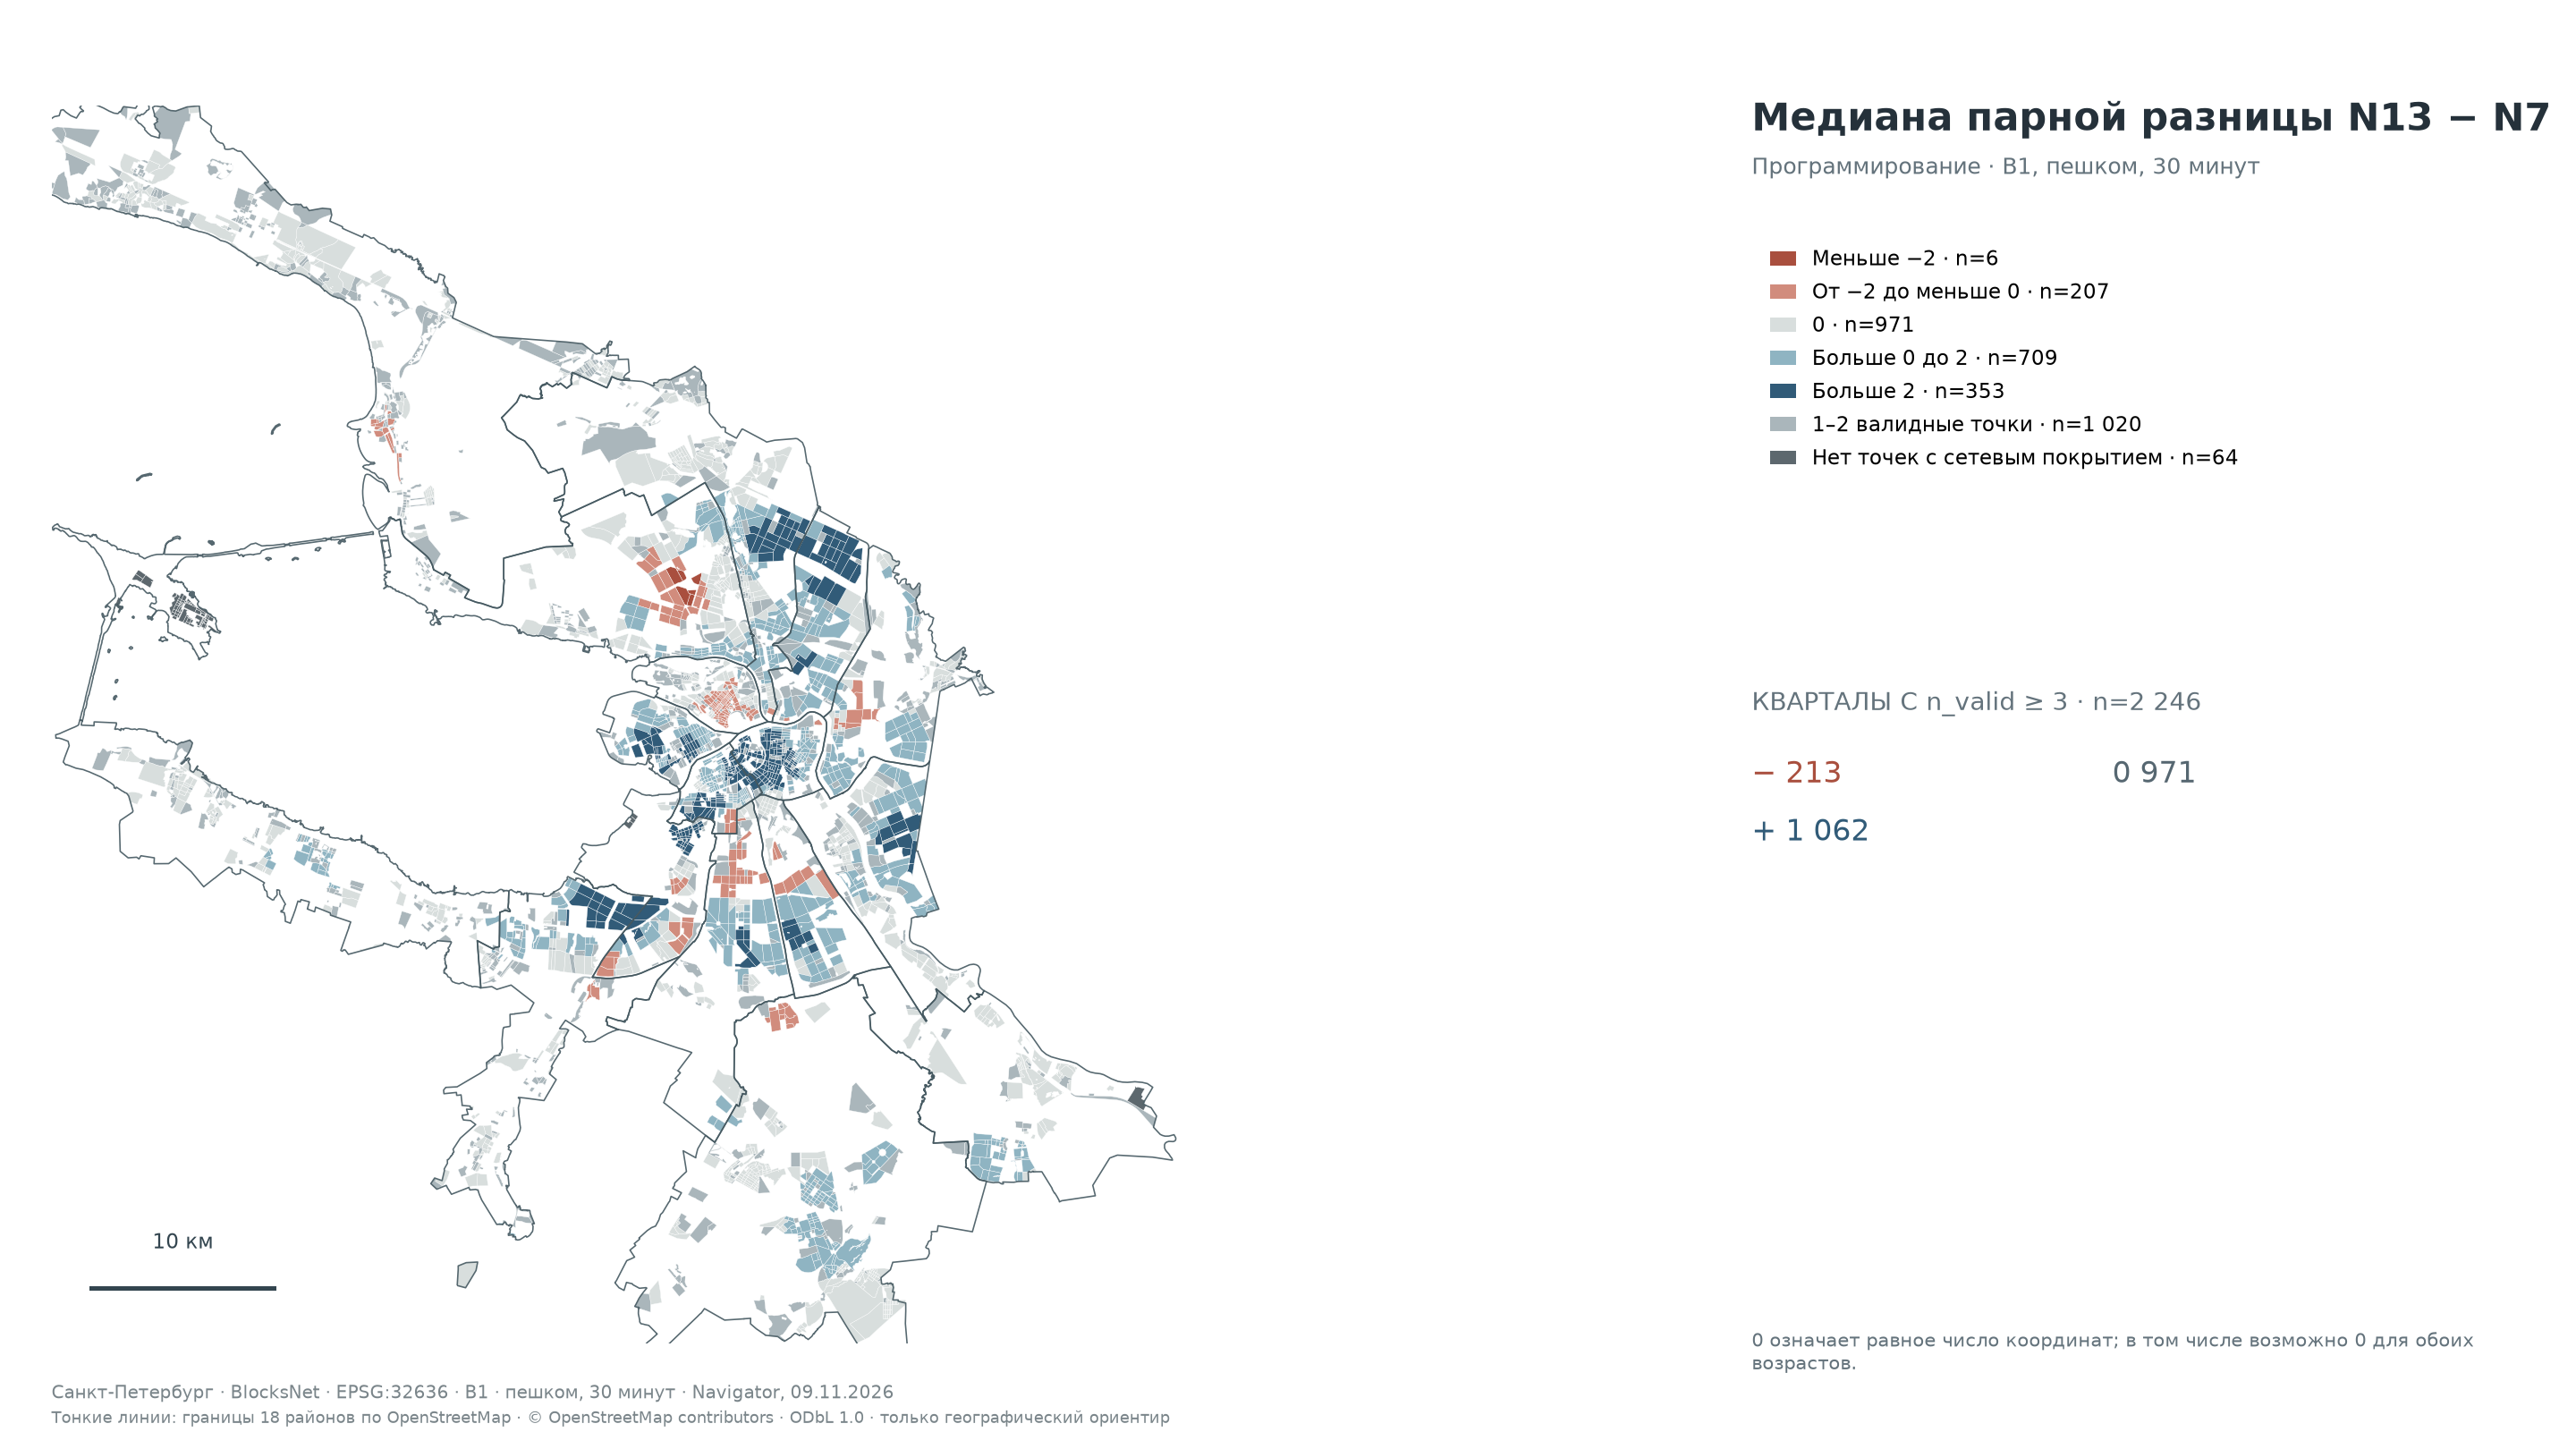 Медиана парной разницы N13 − N7
Программирование · B1, пешком, 30 минут
Меньше −2 · n=6
От −2 до меньше 0 · n=207
0 · n=971
Больше 0 до 2 · n=709
Больше 2 · n=353
1–2 валидные точки · n=1 020
Нет точек с сетевым покрытием · n=64
КВАРТАЛЫ С n_valid ≥ 3 · n=2 246
− 213
0 971
+ 1 062
10 км
0 означает равное число координат; в том числе возможно 0 для обоих
возрастов.
Санкт-Петербург · BlocksNet · EPSG:32636 · B1 · пешком, 30 минут · Navigator, 09.11.2026
Тонкие линии: границы 18 районов по OpenStreetMap · © OpenStreetMap contributors · ODbL 1.0 · только географический ориентир